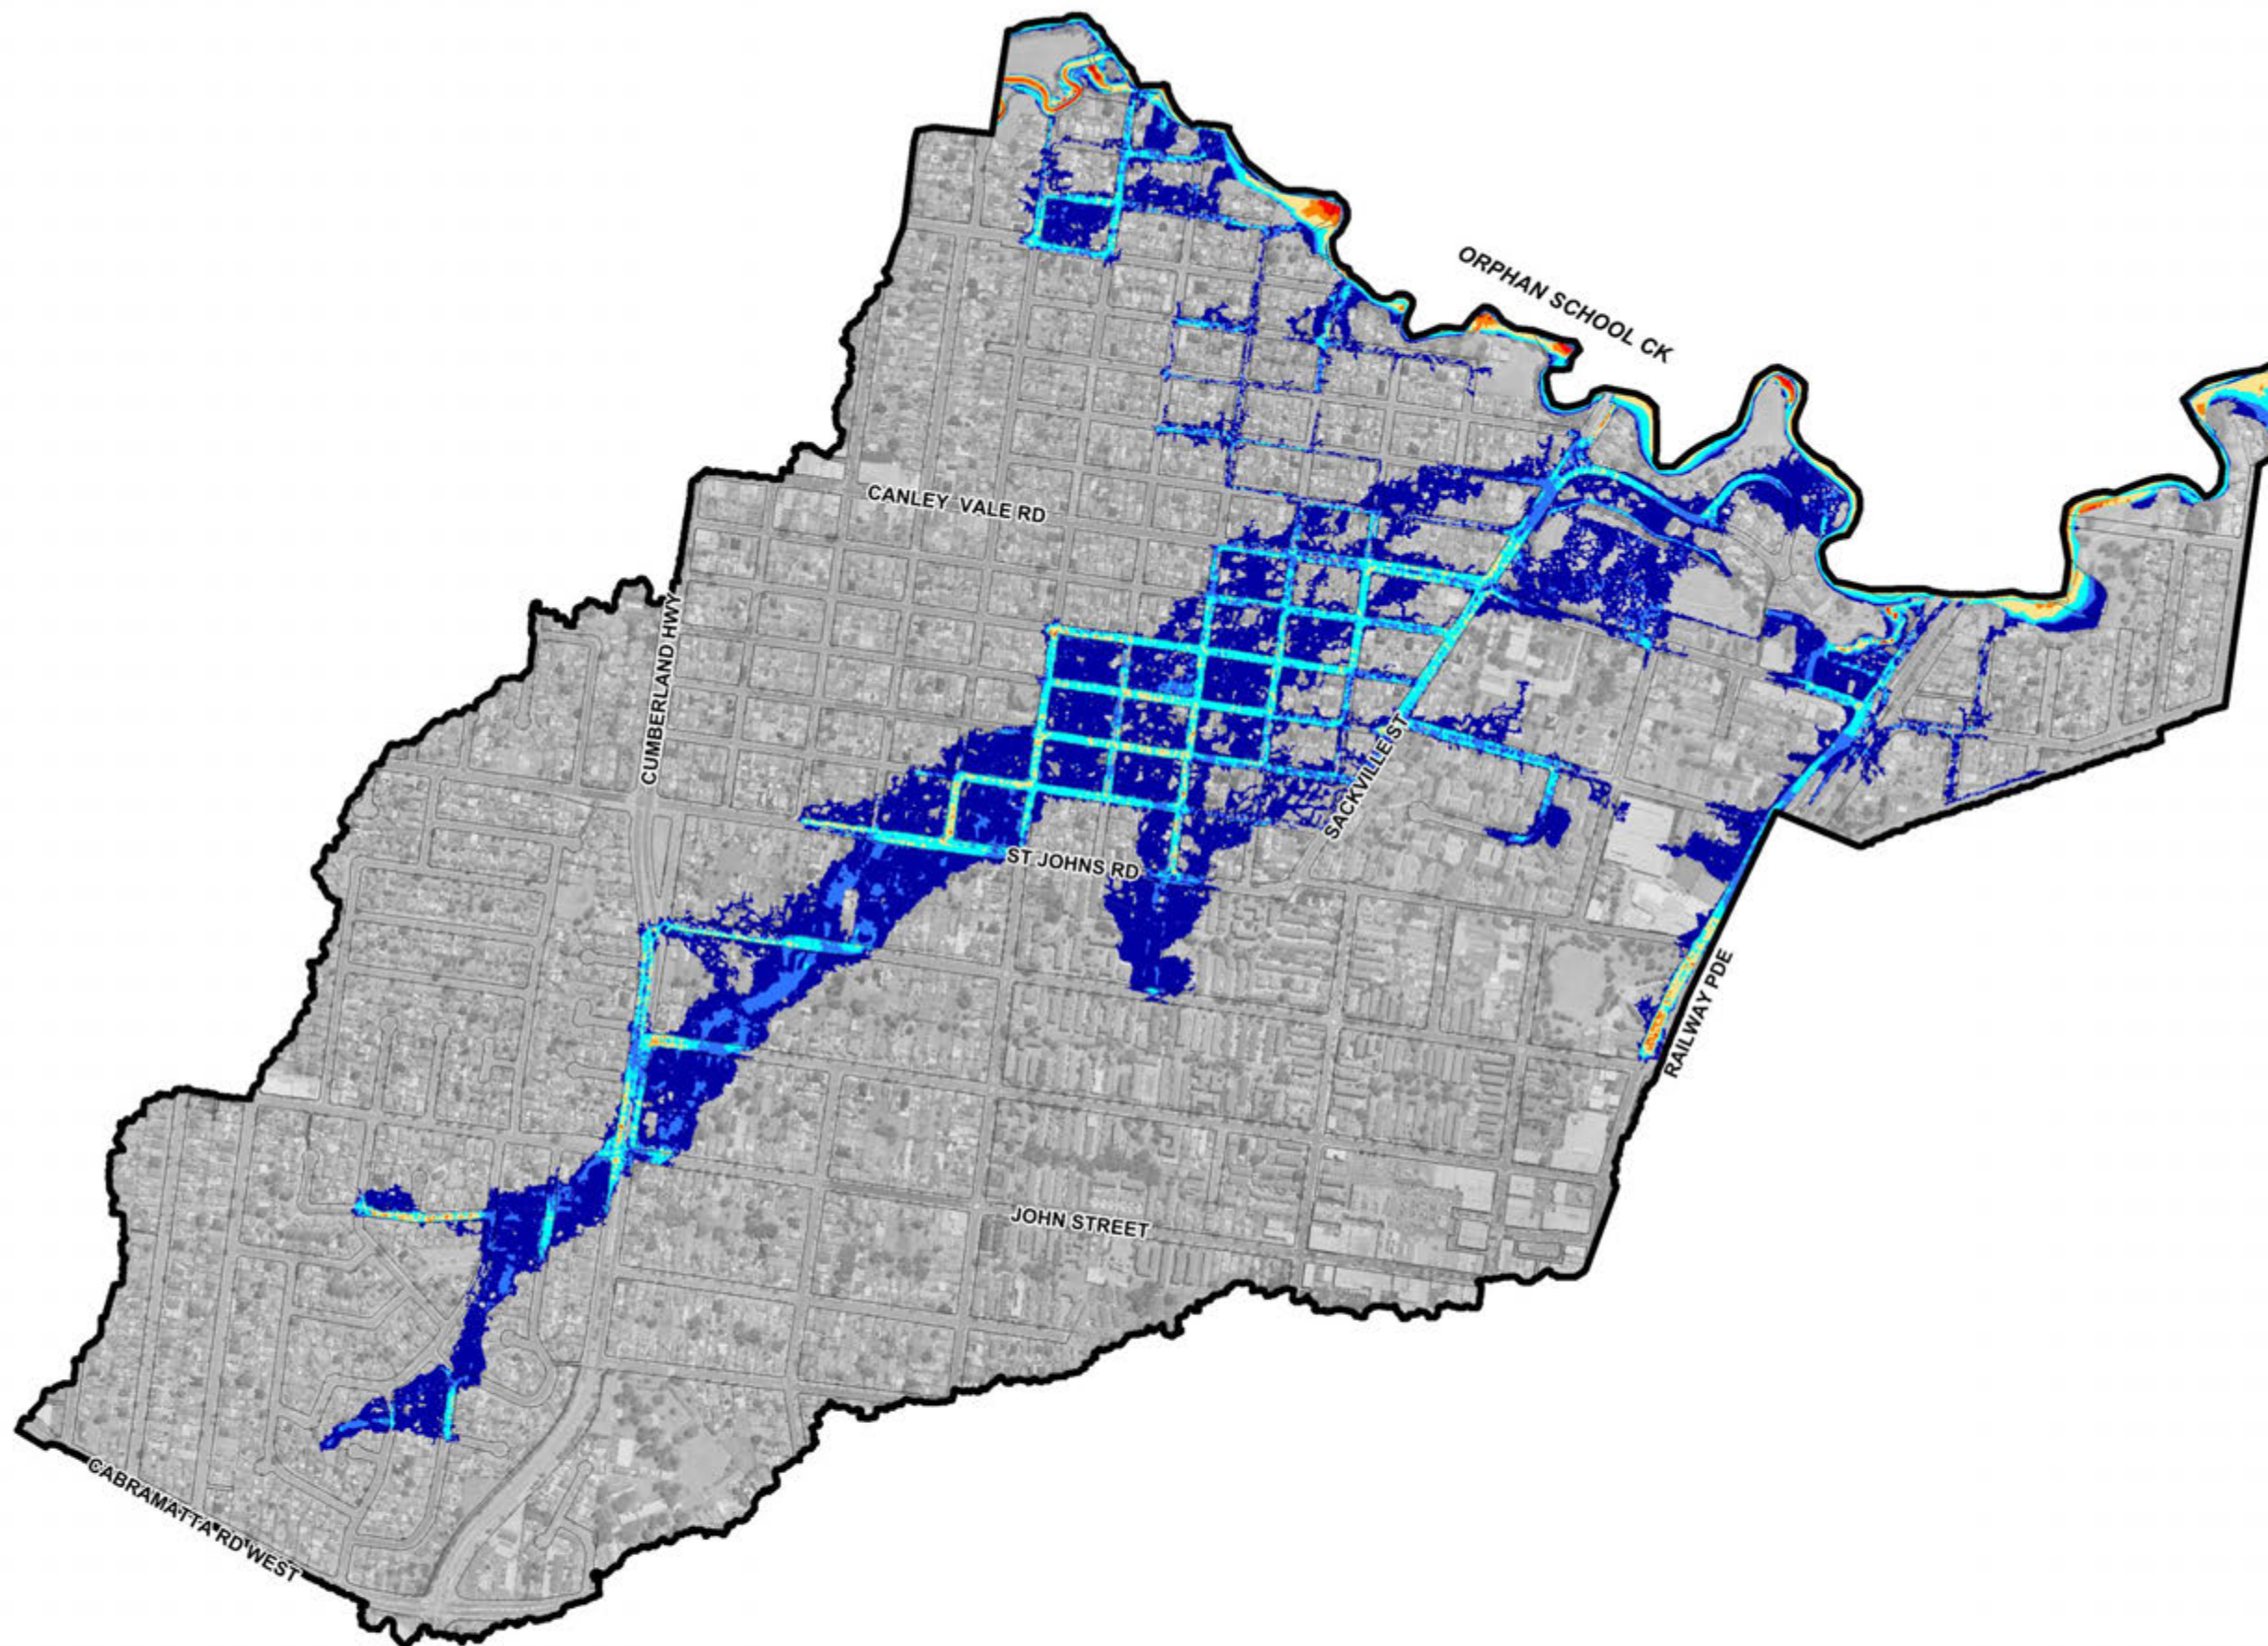 ORPHAN SCHOOL CK
CANLEY VALE RD
CUMBERLAND HWY
SACKVILLE ST
ST JOHNS RD
RAILWAY PDE
JOHN STREET
CABRAMATTA RD WEST